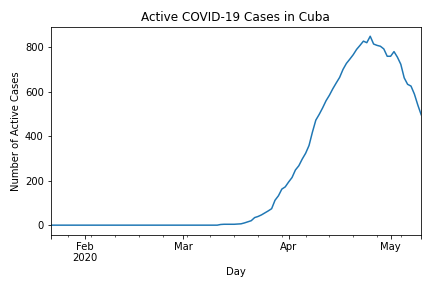 Active COVID-19 Cases in Cuba
Number of Active Cases
800
600
400
200
0
Feb
2020
Mar
Apr
May
Day